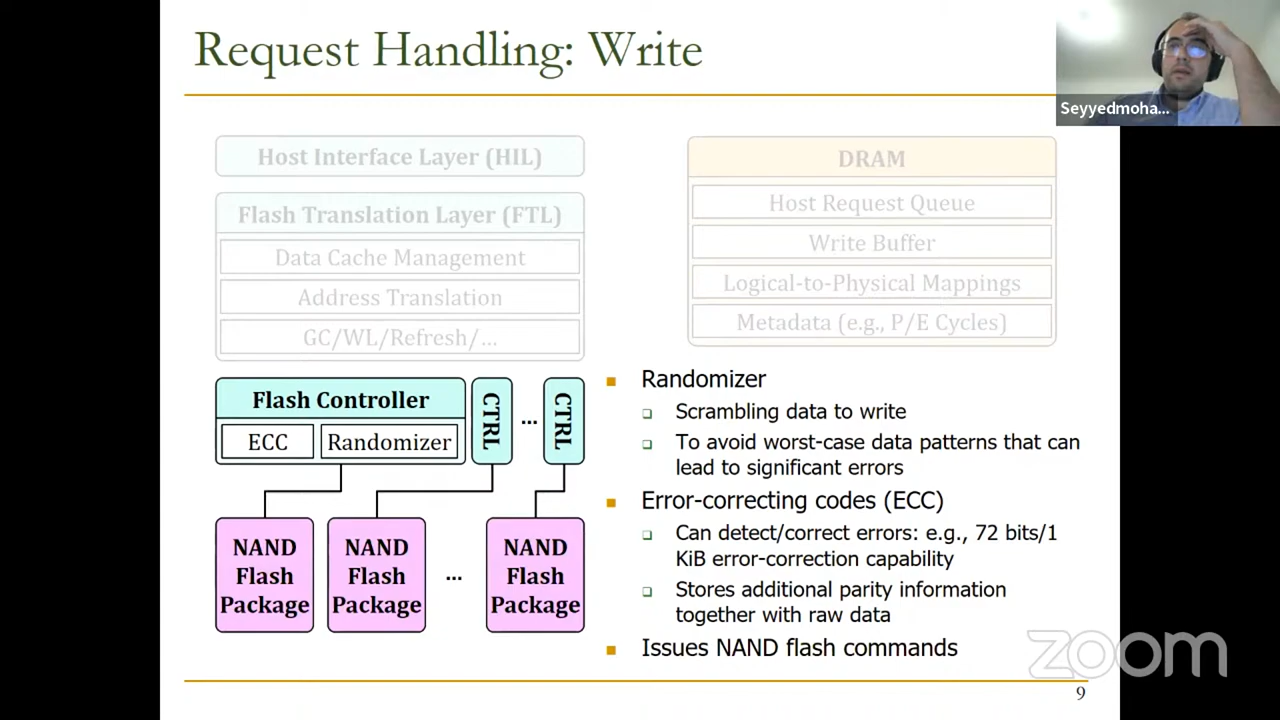 Request Handling: Write
Seyyedmoha...
Host Interface Layer (HIL)
Flash Translation Layer (FTL)
Data Cache Management
Address Translation
GC/WL/Refresh/...
DRAM
Host Request Queue
Write Buffer
Logical-to-Physical Mappings
Metadata (e.g., P/E Cycles)
Flash Controller
ECC
Randomizer
CTRL
...
CTRL
NAND
Flash
Package
NAND
Flash
Package
...
NAND
Flash
Package
Randomizer
Scrambling data to write
To avoid worst-case data patterns that can
lead to significant errors
Error-correcting codes (ECC)
Can detect/correct errors: e.g., 72 bits/1
KiB error-correction capability
Stores additional parity information
together with raw data
Issues NAND flash commands
zoom
9